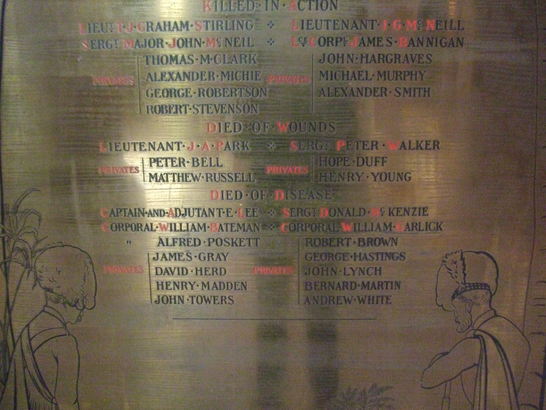 KILLED·IN·ACTION
LIEUT P·J·GRAHAM·STIRLING LIEUTENANT·J·G·Mc NEILL
SERGT MAJOR·JOHN·McNEIL LCE CORPL JAMES·BANNIGAN
THOMAS·M·CLARK JOHN·HARGRAVES
PRIVATES ALEXANDER·MICHIE PRIVATES MICHAEL·MURPHY
GEORGE·ROBERTSON ALEXANDER·SMITH
ROBERT·STEVENSON
DIED·OF·WOUNDS
LIEUTENANT·J·A·PARK SERGT PETER·WALKER
PRIVATES PETER·BELL PRIVATES HOPE·DUFF
MATTHEW·RUSSELL HENRY·YOUNG
DIED·OF·DISEASE
CAPTAIN·AND·ADJUTANT·E·LEE SERGT DONALD·McKENZIE
CORPORAL·WILLIAM·BATEMAN CORPORAL·WILLIAM·GARLICK
" ALFRED·POSKETT ROBERT·BROWN
JAMES·GRAY GEORGE·HASTINGS
PRIVATES DAVID·HERD PRIVATES JOHN·LYNCH
HENRY·MADDEN BERNARD·MARTIN
JOHN·TOWERS ANDREW·WHITE